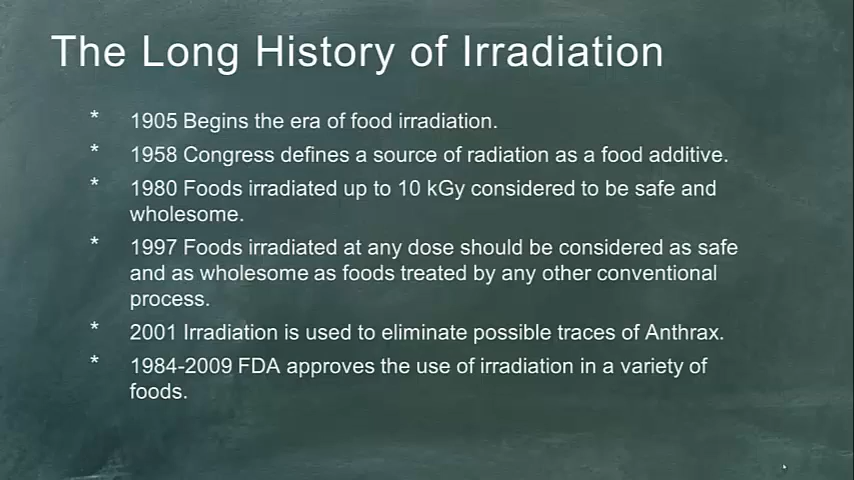 The Long History of Irradiation
* 1905 Begins the era of food irradiation.
* 1958 Congress defines a source of radiation as a food additive.
* 1980 Foods irradiated up to 10 kGy considered to be safe and
wholesome.
* 1997 Foods irradiated at any dose should be considered as safe
and as wholesome as foods treated by any other conventional
process.
* 2001 Irradiation is used to eliminate possible traces of Anthrax.
* 1984-2009 FDA approves the use of irradiation in a variety of
foods.